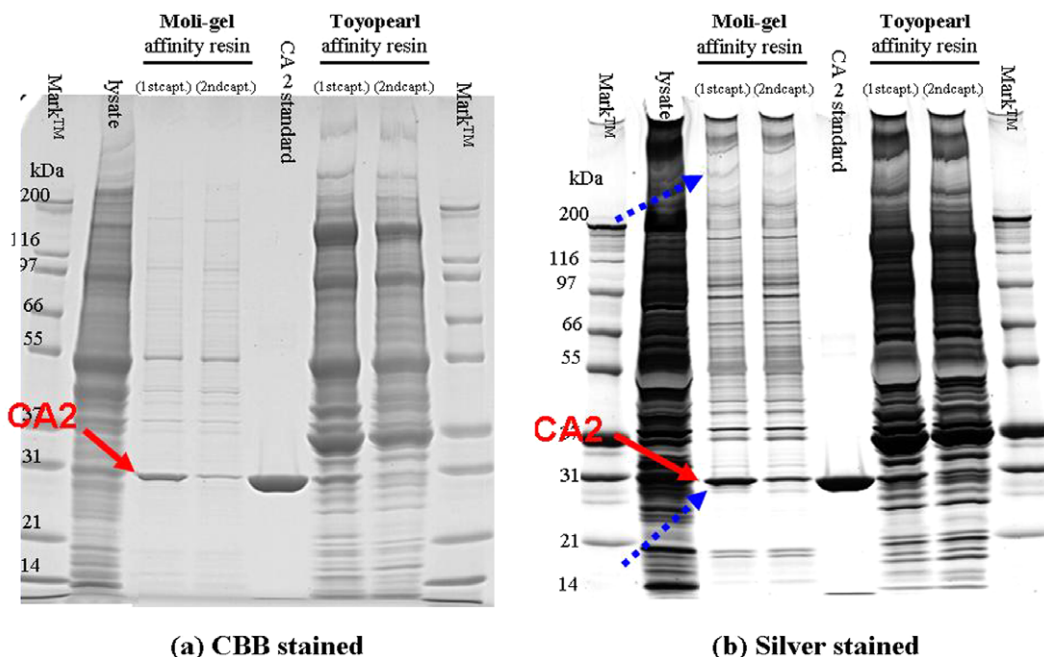 Moli-gel
affinity resin
Toyopearl
affinity resin
Mark™
lysate
(1stcapt.) (2ndcapt.)
CA 2 standard
(1stcapt.) (2ndcapt.)
Mark™
kDa
200
116
97
66
55
37
31
21
14
CA2
(a) CBB stained
Moli-gel
affinity resin
Toyopearl
affinity resin
Mark™
lysate
(1stcapt.) (2ndcapt.)
CA 2 standard
(1stcapt.) (2ndcapt.)
Mark™
kDa
200
116
97
66
55
37
31
21
14
CA2
(b) Silver stained